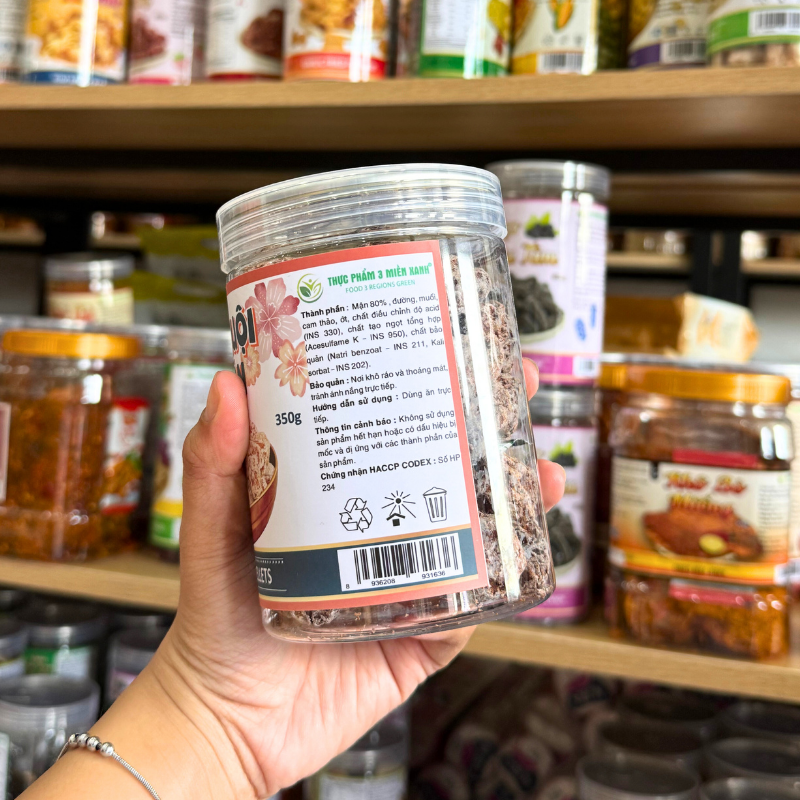 THỰC PHẨM 3 MIỀN XANH
FOOD 3 REGIONS GREEN
Thành phần : Mận 80% , đường, muối,
cam thảo, ớt, chất điều chỉnh độ acid
(INS 330), chất tạo ngọt tổng hợp
(Acesulfame K - INS 950), chất bảo
quản (Natri benzoat - INS 211, Kali
sorbat - INS 202).
Bảo quản : Nơi khô ráo và thoáng mát,
tránh ánh nắng trực tiếp.
Hướng dẫn sử dụng : Dùng ăn trực
tiếp.
Thông tin cảnh báo : Không sử dụng
sản phẩm hết hạn hoặc có dấu hiệu bị
mốc và dị ứng với các thành phần của
sản phẩm.
Chứng nhận HACCP CODEX : Số HP
234
350g
8 936208 931636
Khô Bò
Miếng